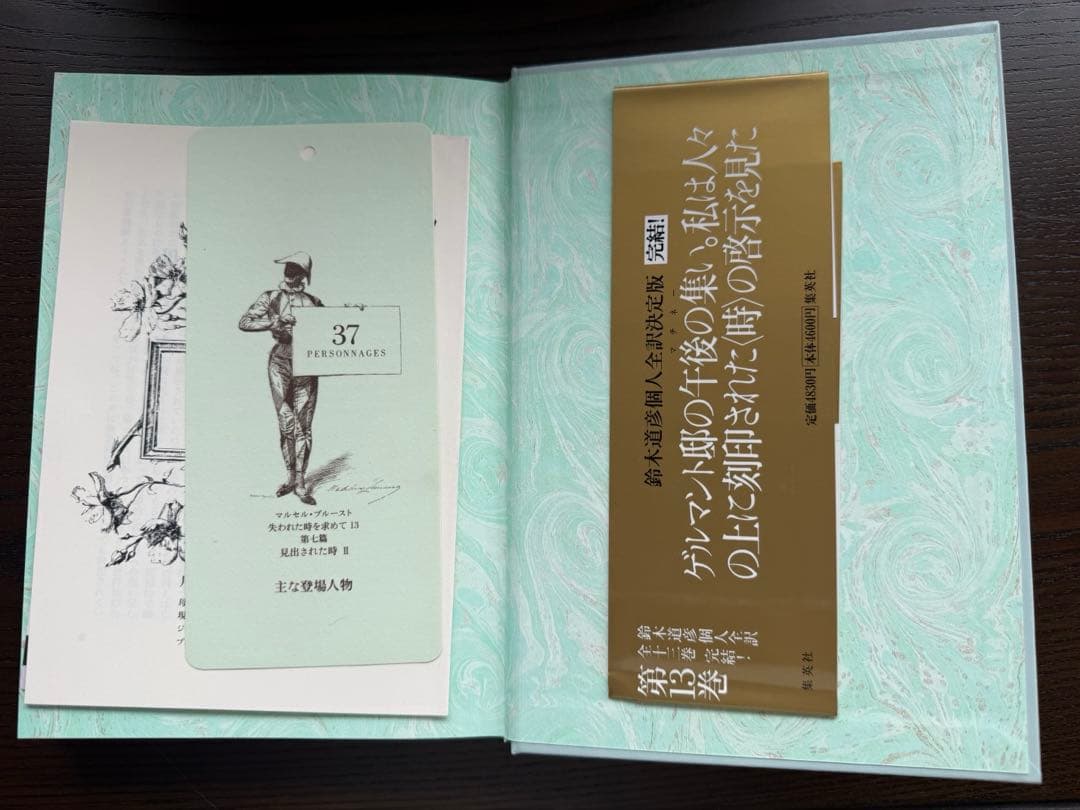 37
PERSONNAGES
マルセル・プルースト
失われた時を求めて 13
第七篇
見出された時 Ⅱ
主な登場人物
鈴木道彦個人全訳決定版 完結!
マチネー
ゲルマント邸の午後の集い。私は人々
の上に刻印された〈時〉の啓示を見た
定価4830円 本体4600円 集英社
第13巻
鈴木道彦個人全訳
全十三巻完結!
集英社